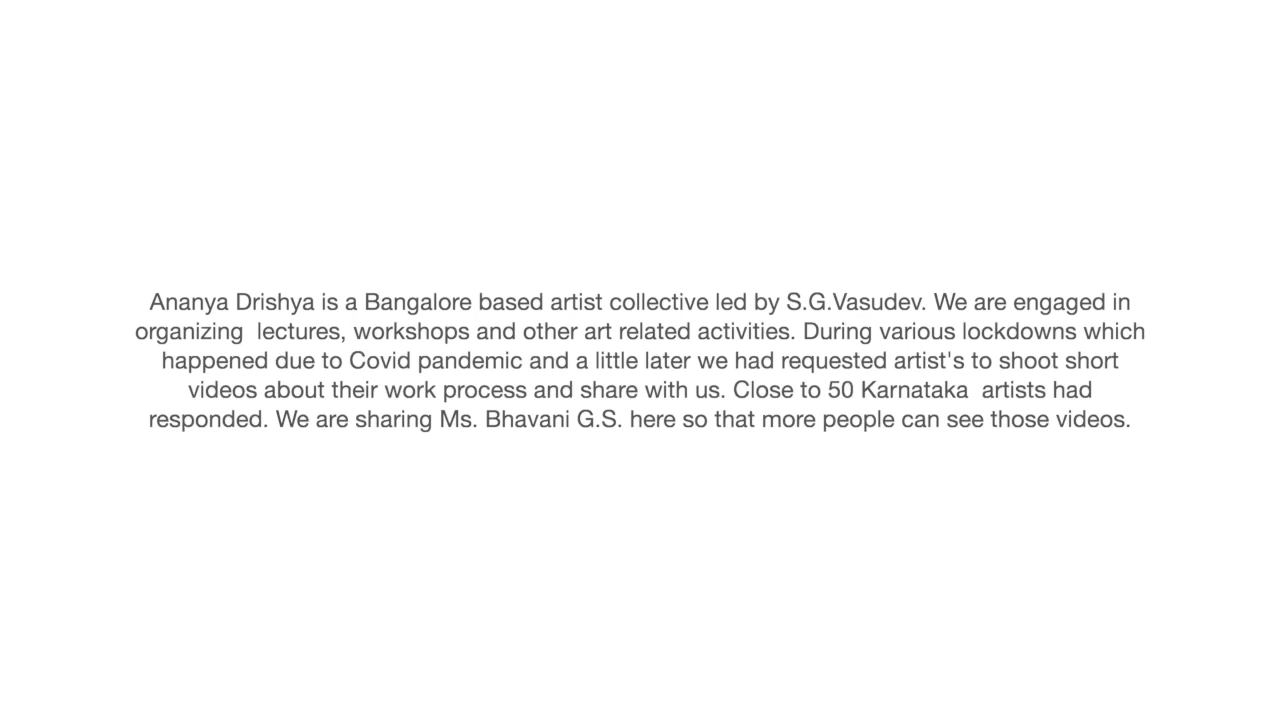 Ananya Drishya is a Bangalore based artist collective led by S.G.Vasudev. We are engaged in
organizing  lectures, workshops and other art related activities. During various lockdowns which
happened due to Covid pandemic and a little later we had requested artist's to shoot short
videos about their work process and share with us. Close to 50 Karnataka  artists had
responded. We are sharing Ms. Bhavani G.S. here so that more people can see those videos.